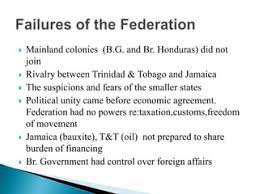 Failures of the Federation
Mainland colonies (B.G. and Br. Honduras) did not
join
Rivalry between Trinidad & Tobago and Jamaica
The suspicions and fears of the smaller states
Political unity came before economic agreement.
Federation had no powers re:taxation,customs,freedom
of movement
Jamaica (bauxite), T&T (oil) not prepared to share
burden of financing
Br. Government had control over foreign affairs